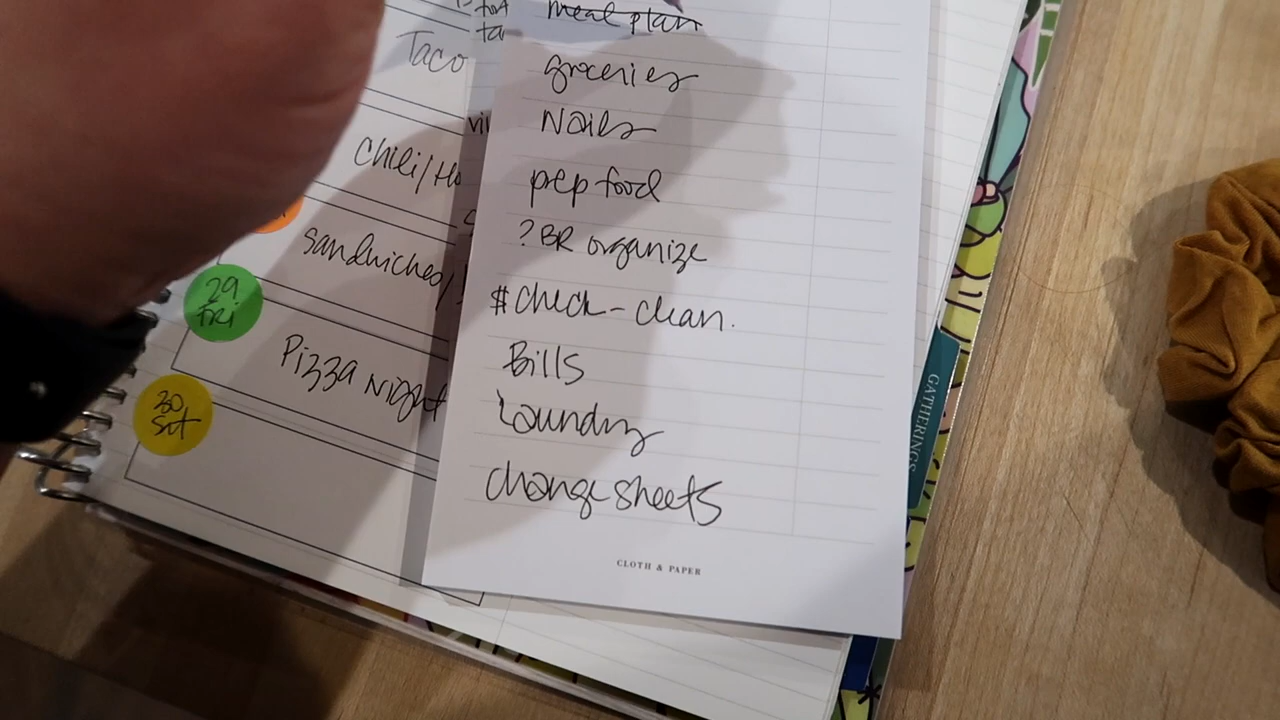 Taco
chili/Ho
sandwiches/
29
Fri
Pizza night
30
Sat
meal plan
groceries
Nails
prep food
? BR organize
# check - clean.
Bills
Laundry
change sheets
CLOTH & PAPER
GATHERINGS